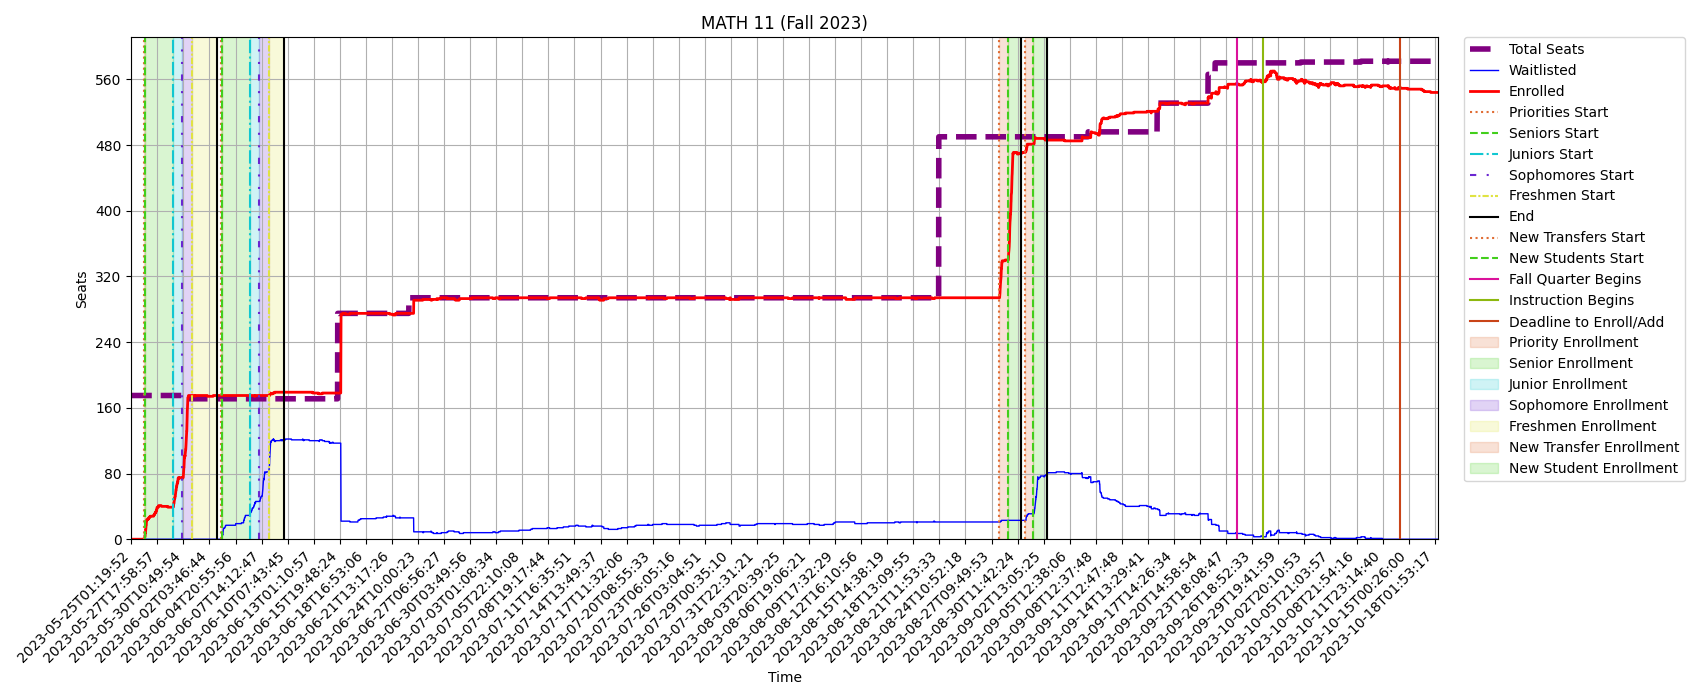 MATH 11 (Fall 2023)
Seats
560
480
400
320
240
160
80
0
2023-05-25T01:19:52
2023-05-27T17:58:57
2023-05-30T10:49:54
2023-06-02T03:46:44
2023-06-04T20:55:56
2023-06-07T14:12:47
2023-06-10T07:43:45
2023-06-13T01:10:57
2023-06-15T19:48:24
2023-06-18T16:53:06
2023-06-21T13:17:26
2023-06-24T10:00:23
2023-06-27T06:56:27
2023-06-30T03:49:56
2023-07-03T01:08:34
2023-07-05T22:10:08
2023-07-08T19:17:44
2023-07-11T16:35:51
2023-07-14T13:49:37
2023-07-17T11:32:06
2023-07-20T08:55:33
2023-07-23T06:05:16
2023-07-26T03:04:51
2023-07-29T00:35:10
2023-07-31T22:31:21
2023-08-03T20:39:25
2023-08-06T19:06:21
2023-08-09T17:32:29
2023-08-12T16:10:56
2023-08-15T14:38:19
2023-08-18T13:09:55
2023-08-21T11:53:33
2023-08-24T10:52:18
2023-08-27T09:49:53
2023-08-30T11:42:24
2023-09-02T13:05:23
2023-09-05T12:38:06
2023-09-08T12:37:48
2023-09-11T12:47:48
2023-09-14T13:29:41
2023-09-17T14:26:34
2023-09-20T14:58:54
2023-09-23T18:08:47
2023-09-26T18:52:33
2023-09-29T19:41:59
2023-10-02T20:10:53
2023-10-05T21:03:57
2023-10-08T21:54:16
2023-10-11T23:14:40
2023-10-15T00:26:00
2023-10-18T01:53:17
Time
Total Seats
Waitlisted
Enrolled
Priorities Start
Seniors Start
Juniors Start
Sophomores Start
Freshmen Start
End
New Transfers Start
New Students Start
Fall Quarter Begins
Instruction Begins
Deadline to Enroll/Add
Priority Enrollment
Senior Enrollment
Junior Enrollment
Sophomore Enrollment
Freshmen Enrollment
New Transfer Enrollment
New Student Enrollment